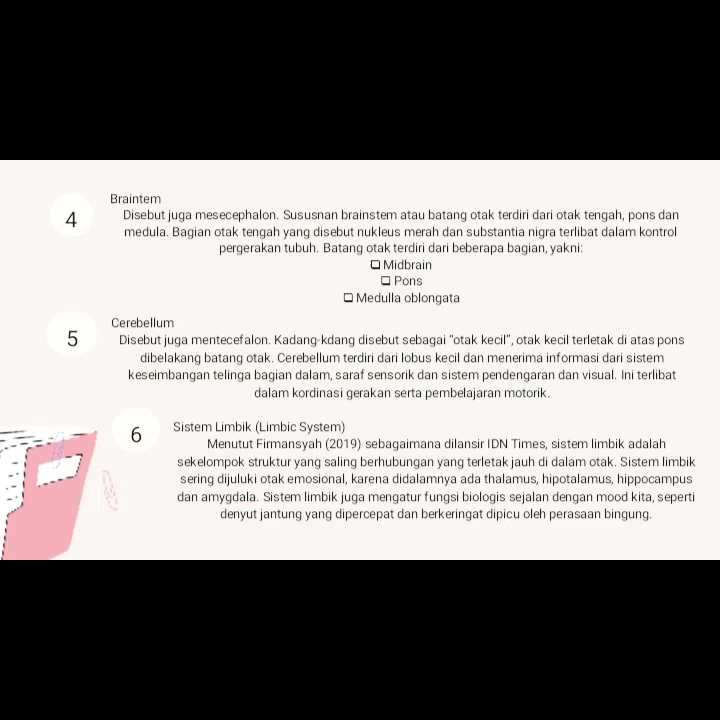 4
Braintem
Disebut juga mesecephalon. Sususnan brainstem atau batang otak terdiri dari otak tengah, pons dan
medula. Bagian otak tengah yang disebut nukleus merah dan substantia nigra terlibat dalam kontrol
pergerakan tubuh. Batang otak terdiri dari beberapa bagian, yakni:
❑ Midbrain
❑ Pons
❑ Medulla oblongata
5
Cerebellum
Disebut juga mentecefalon. Kadang-kdang disebut sebagai “otak kecil”, otak kecil terletak di atas pons
dibelakang batang otak. Cerebellum terdiri dari lobus kecil dan menerima informasi dari sistem
keseimbangan telinga bagian dalam, saraf sensorik dan sistem pendengaran dan visual. Ini terlibat
dalam kordinasi gerakan serta pembelajaran motorik.
6
Sistem Limbik (Limbic System)
Menutut Firmansyah (2019) sebagaimana dilansir IDN Times, sistem limbik adalah
sekelompok struktur yang saling berhubungan yang terletak jauh di dalam otak. Sistem limbik
sering dijuluki otak emosional, karena didalamnya ada thalamus, hipotalamus, hippocampus
dan amygdala. Sistem limbik juga mengatur fungsi biologis sejalan dengan mood kita, seperti
denyut jantung yang dipercepat dan berkeringat dipicu oleh perasaan bingung.